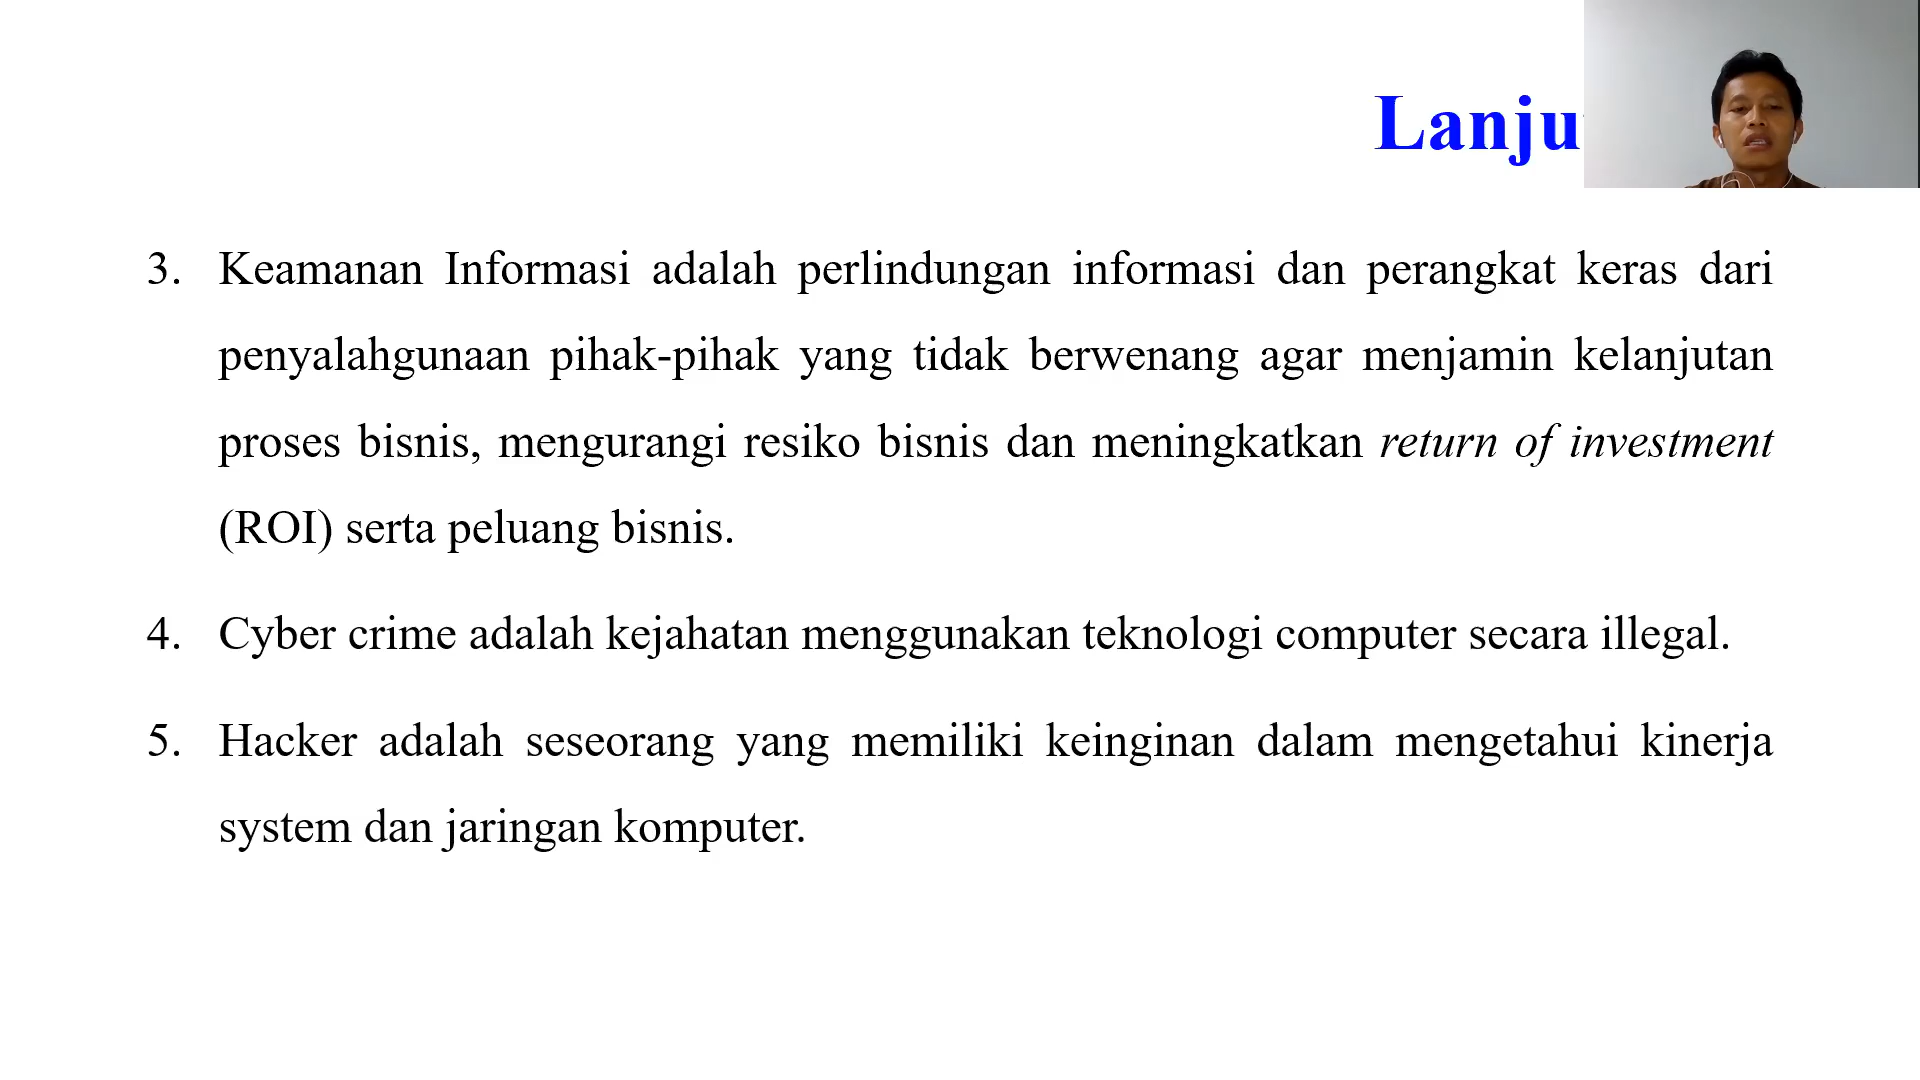 3. Keamanan Informasi adalah perlindungan informasi dan perangkat keras dari
penyalahgunaan pihak-pihak yang tidak berwenang agar menjamin kelanjutan
proses bisnis, mengurangi resiko bisnis dan meningkatkan return of investment
(ROI) serta peluang bisnis.
4. Cyber crime adalah kejahatan menggunakan teknologi computer secara illegal.
5. Hacker adalah seseorang yang memiliki keinginan dalam mengetahui kinerja
system dan jaringan komputer.